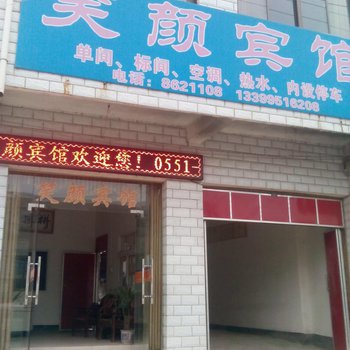 笑颜宾馆
单间、标间、空调、热水、内设停车
电话：8621108 13399516208
颜宾馆欢迎您！0551-
笑颜宾馆